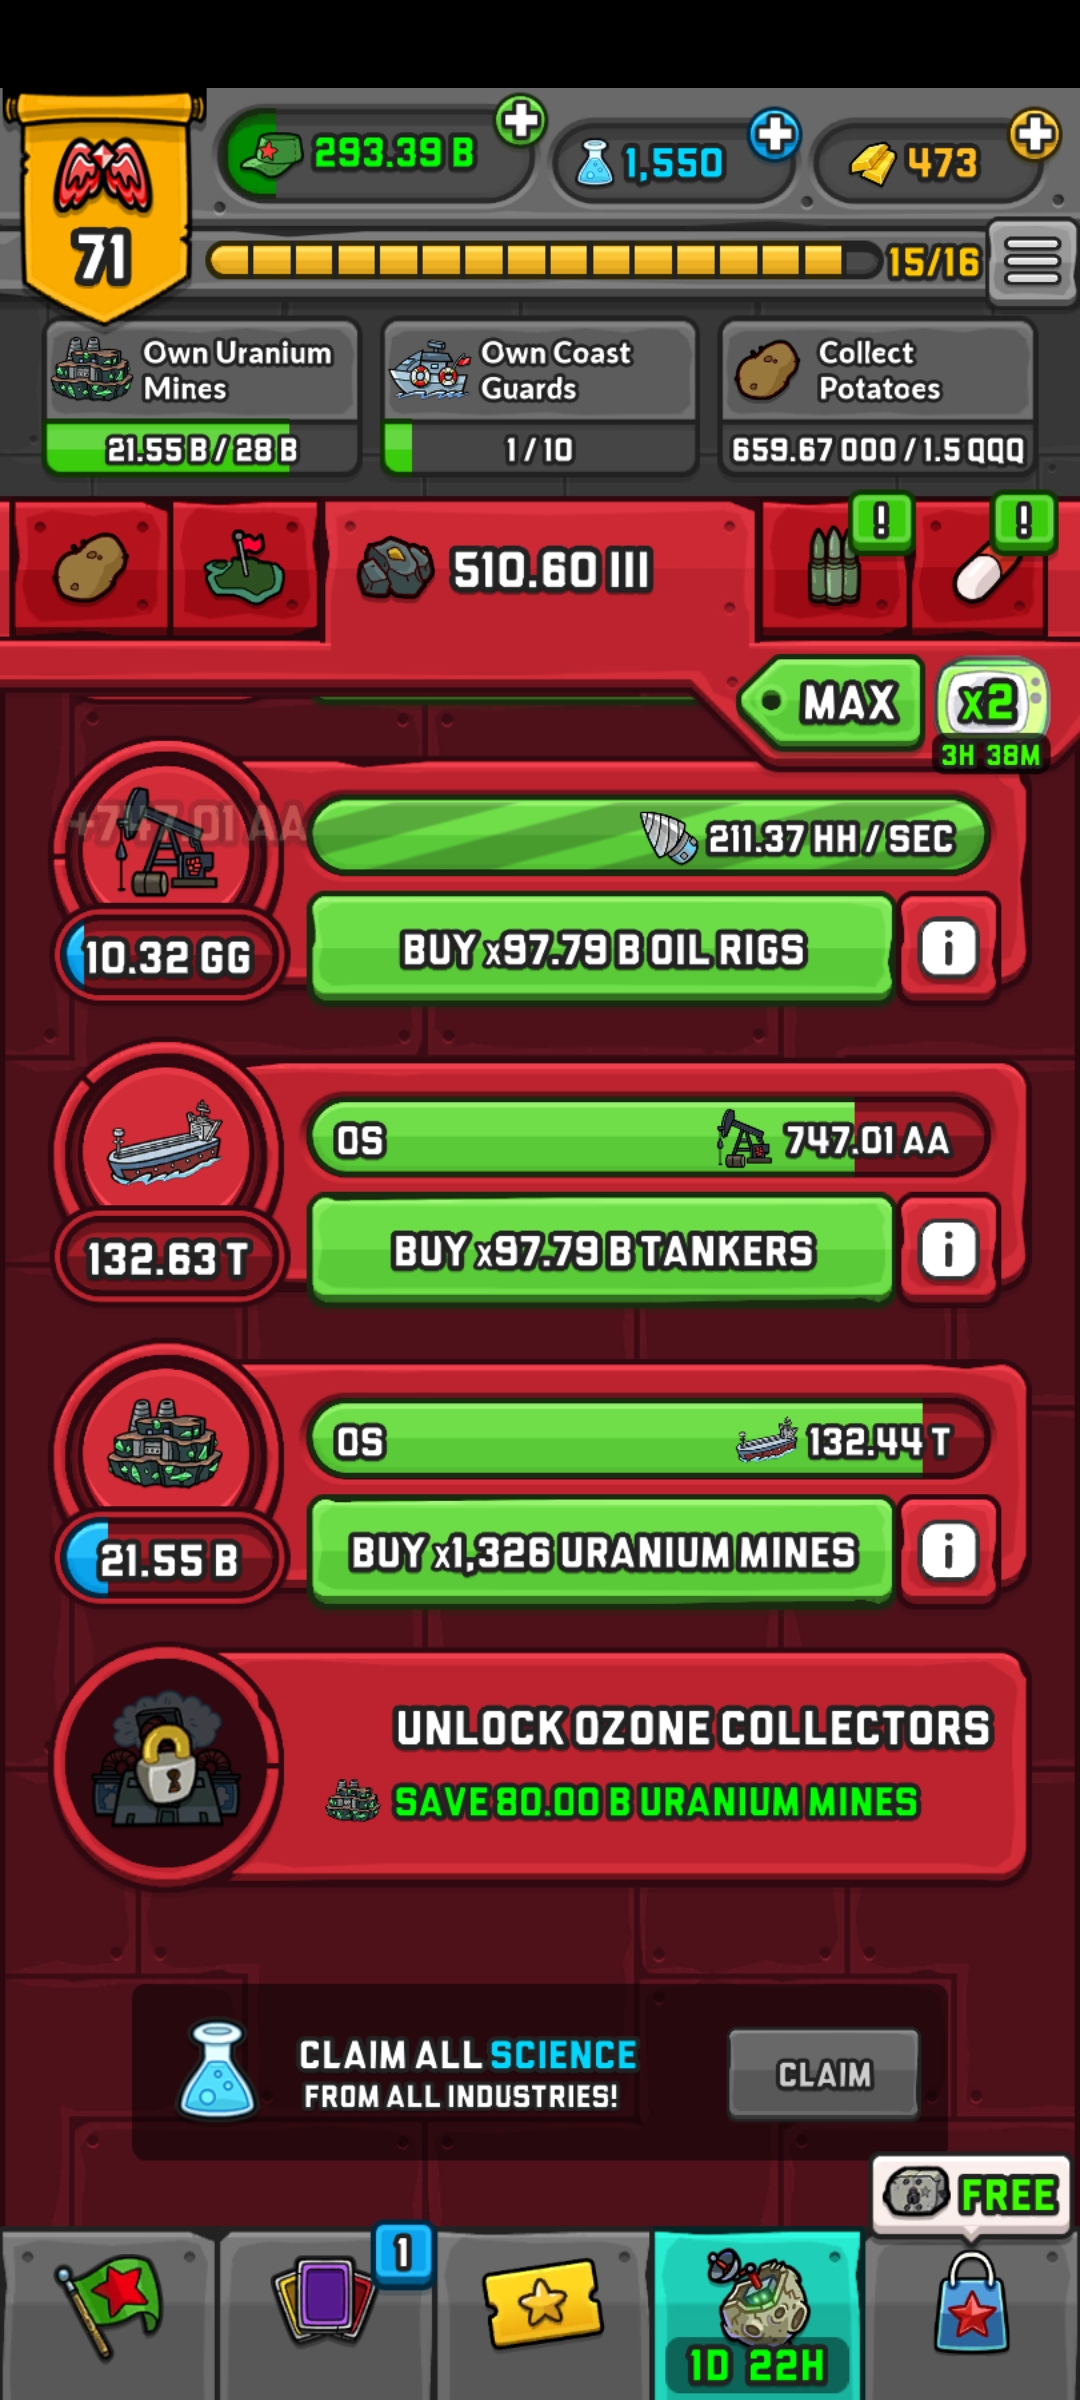 293.39 B
1,550
473
71
15/16
Own Uranium
Mines
21.55 B / 28 B
Own Coast
Guards
1 / 10
Collect
Potatoes
659.67 OOO / 1.5 QQQ
510.60 III
!
!
MAX
x2
3H 38M
+747.01 AA
211.37 HH / SEC
10.32 GG
BUY x97.79 B OIL RIGS
i
0S
747.01 AA
132.63 T
BUY x97.79 B TANKERS
i
0S
132.44 T
21.55 B
BUY x1,326 URANIUM MINES
i
UNLOCK OZONE COLLECTORS
SAVE 80.00 B URANIUM MINES
CLAIM ALL SCIENCE
FROM ALL INDUSTRIES!
CLAIM
FREE
1
1D 22H